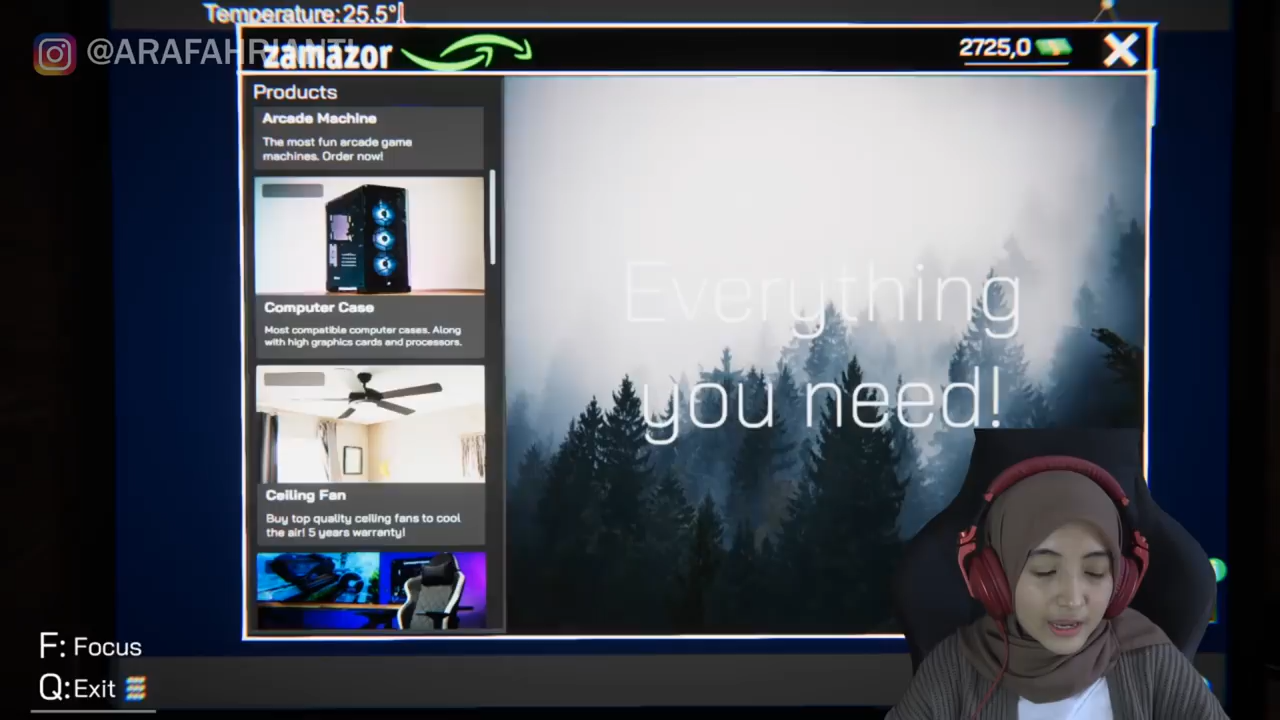 Temperature: 25.5°
@ARAFAHRIANTI
zamazor
2725,0
X
Products
Arcade Machine
The most fun arcade game
machines. Order now!
Computer Case
Most compatible computer cases. Along
with high graphics cards and processors.
Ceiling Fan
Buy top quality ceiling fans to cool
the air! 5 years warranty!
Everything
you need!
F: Focus
Q: Exit